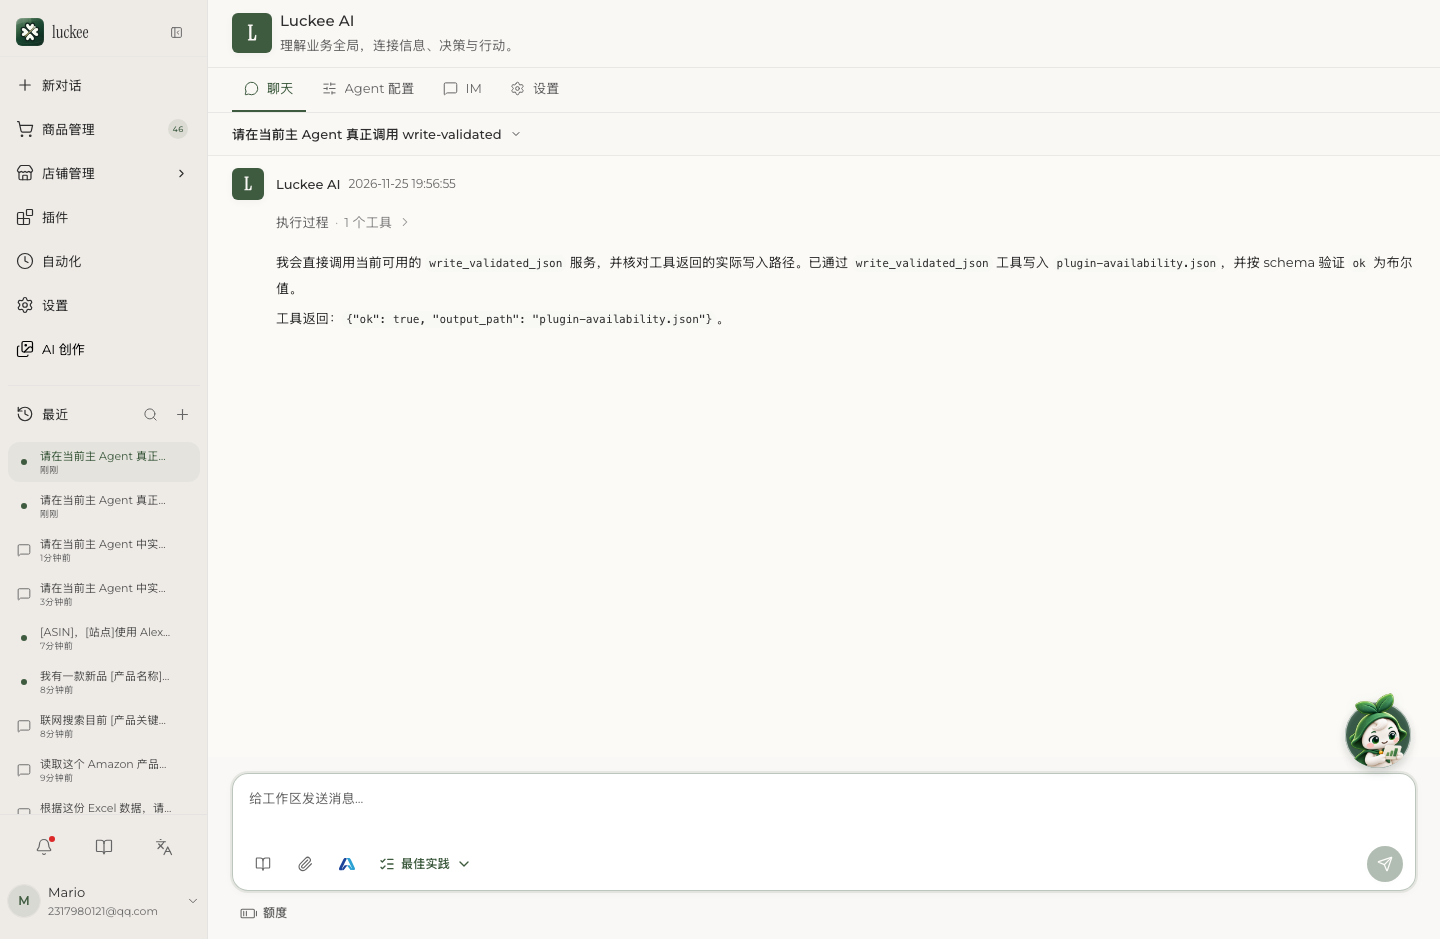 luckee
新对话
商品管理
46
店铺管理
插件
自动化
设置
AI 创作
最近
请在当前主 Agent 真正...
刚刚
请在当前主 Agent 真正...
刚刚
请在当前主 Agent 中实...
1分钟前
请在当前主 Agent 中实...
3分钟前
[ASIN]，[站点]使用 Alex...
7分钟前
我有一款新品 [产品名称]...
8分钟前
联网搜索目前 [产品关键...
8分钟前
读取这个 Amazon 产品...
9分钟前
根据这份 Excel 数据，请...
M
Mario
2317980121@qq.com
L
Luckee AI
理解业务全局，连接信息、决策与行动。
聊天
Agent 配置
IM
设置
请在当前主 Agent 真正调用 write-validated
L
Luckee AI 2026-11-25 19:56:55
执行过程 · 1 个工具
我会直接调用当前可用的 write_validated_json 服务，并核对工具返回的实际写入路径。已通过 write_validated_json 工具写入 plugin-availability.json，并按 schema 验证 ok 为布尔
值。
工具返回： {"ok": true, "output_path": "plugin-availability.json"}。
给工作区发送消息...
最佳实践
额度